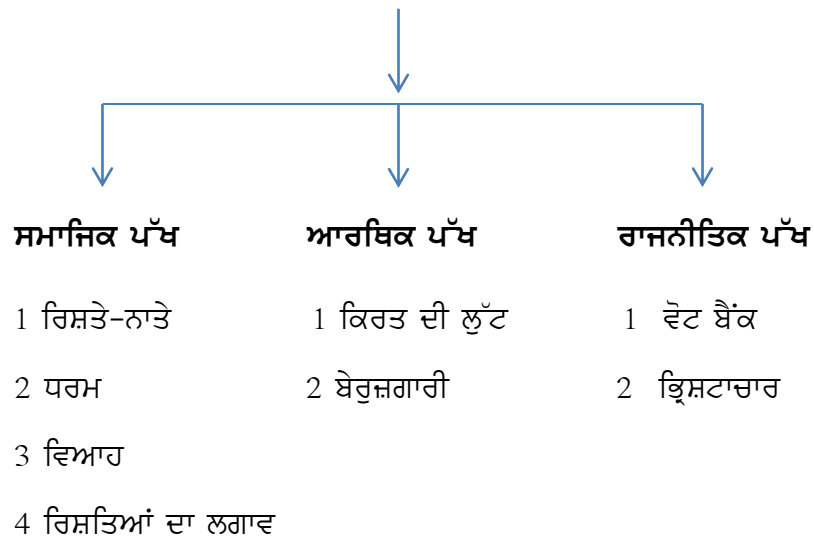 ਸਮਾਜਿਕ ਪੱਖ
1 ਰਿਸ਼ਤੇ-ਨਾਤੇ
2 ਧਰਮ
3 ਵਿਆਹ
4 ਰਿਸ਼ਤਿਆਂ ਦਾ ਲਗਾਵ
ਆਰਥਿਕ ਪੱਖ
1 ਕਿਰਤ ਦੀ ਲੁੱਟ
2 ਬੇਰੁਜ਼ਗਾਰੀ
ਰਾਜਨੀਤਿਕ ਪੱਖ
1 ਵੋਟ ਬੈਂਕ
2 ਭ੍ਰਿਸ਼ਟਾਚਾਰ